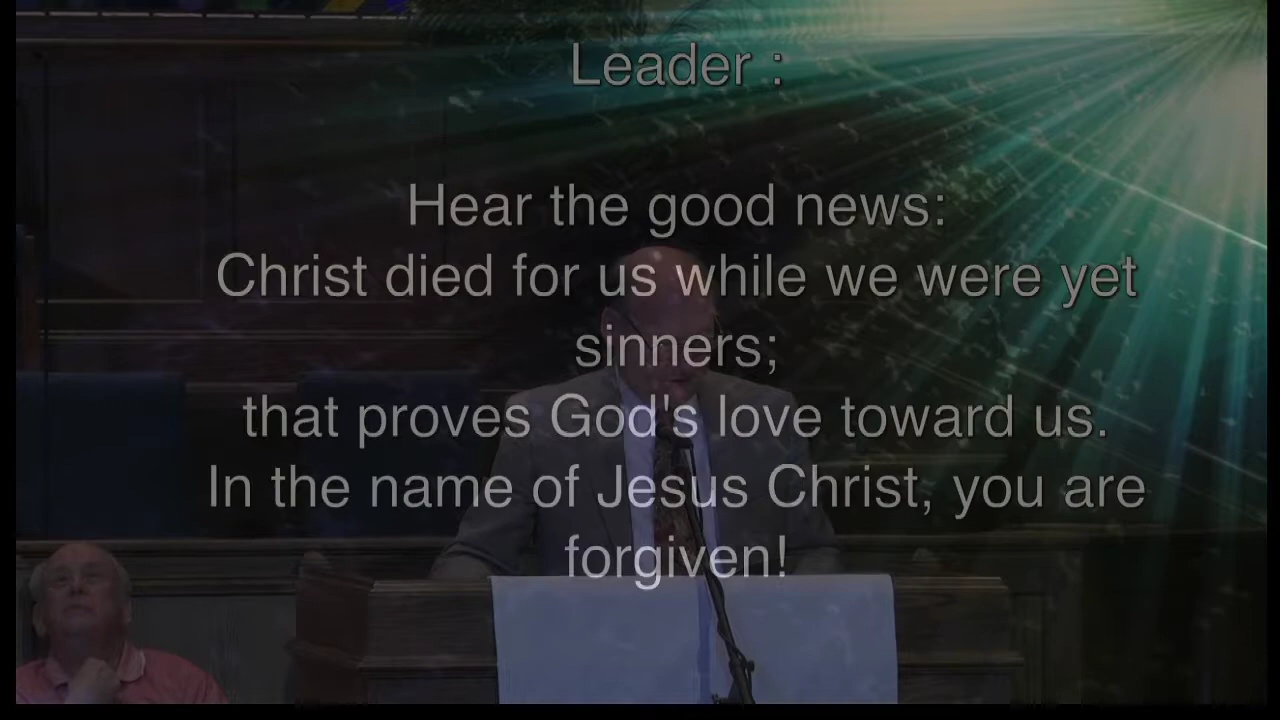 Leader :
Hear the good news:
Christ died for us while we were yet
sinners;
that proves God's love toward us.
In the name of Jesus Christ, you are
forgiven!